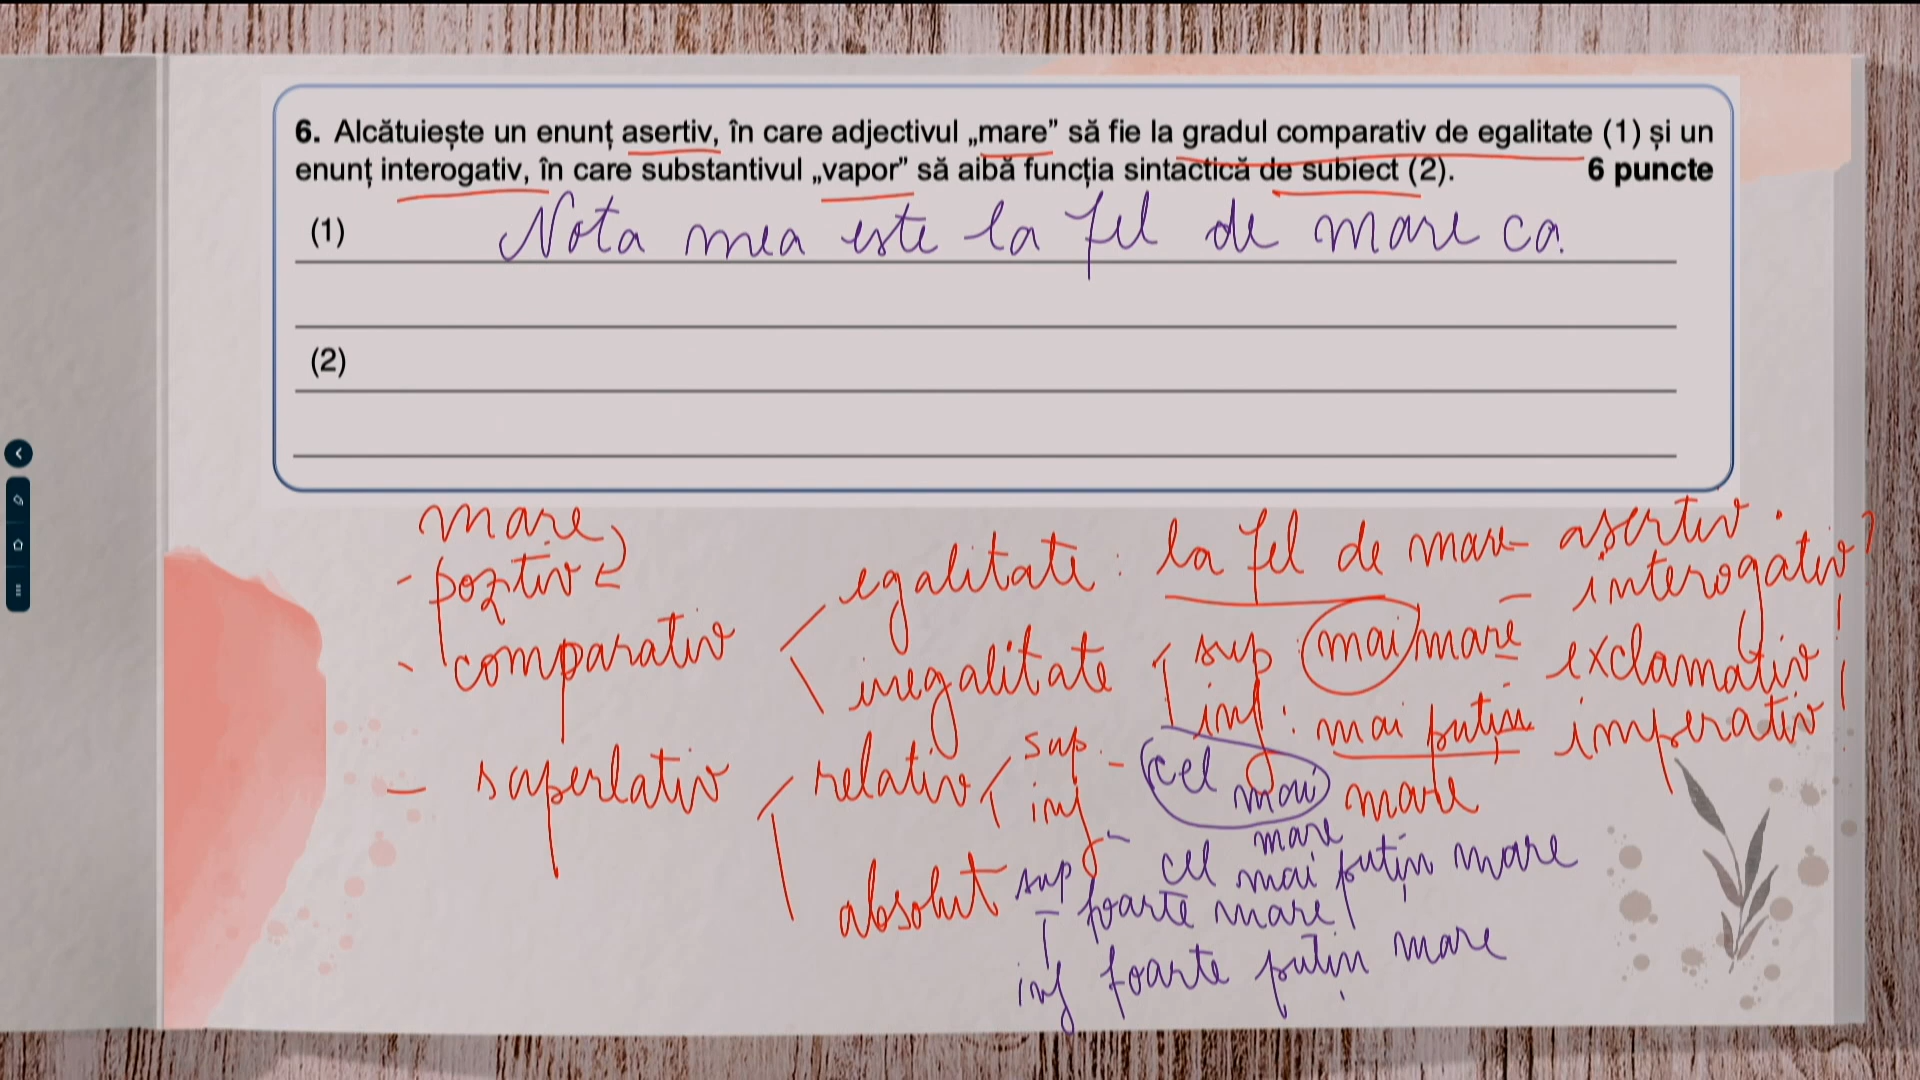 6. Alcătuiește un enunț asertiv, în care adjectivul „mare” să fie la gradul comparativ de egalitate (1) și un
enunț interogativ, în care substantivul „vapor” să aibă funcția sintactică de subiect (2). 6 puncte
(1) Nota mea este la fel de mare ca.
(2)
mare
- pozitiv
- comparativ
egalitate : la fel de mare
inegalitate
sup : mai mare
inf : mai puțin mare
- superlativ
relativ
sup - cel mai mare
inf - cel mai puțin mare
absolut
sup - foarte mare
inf foarte puțin mare
- asertiv .
- interogativ ?
- exclamativ !
imperativ !